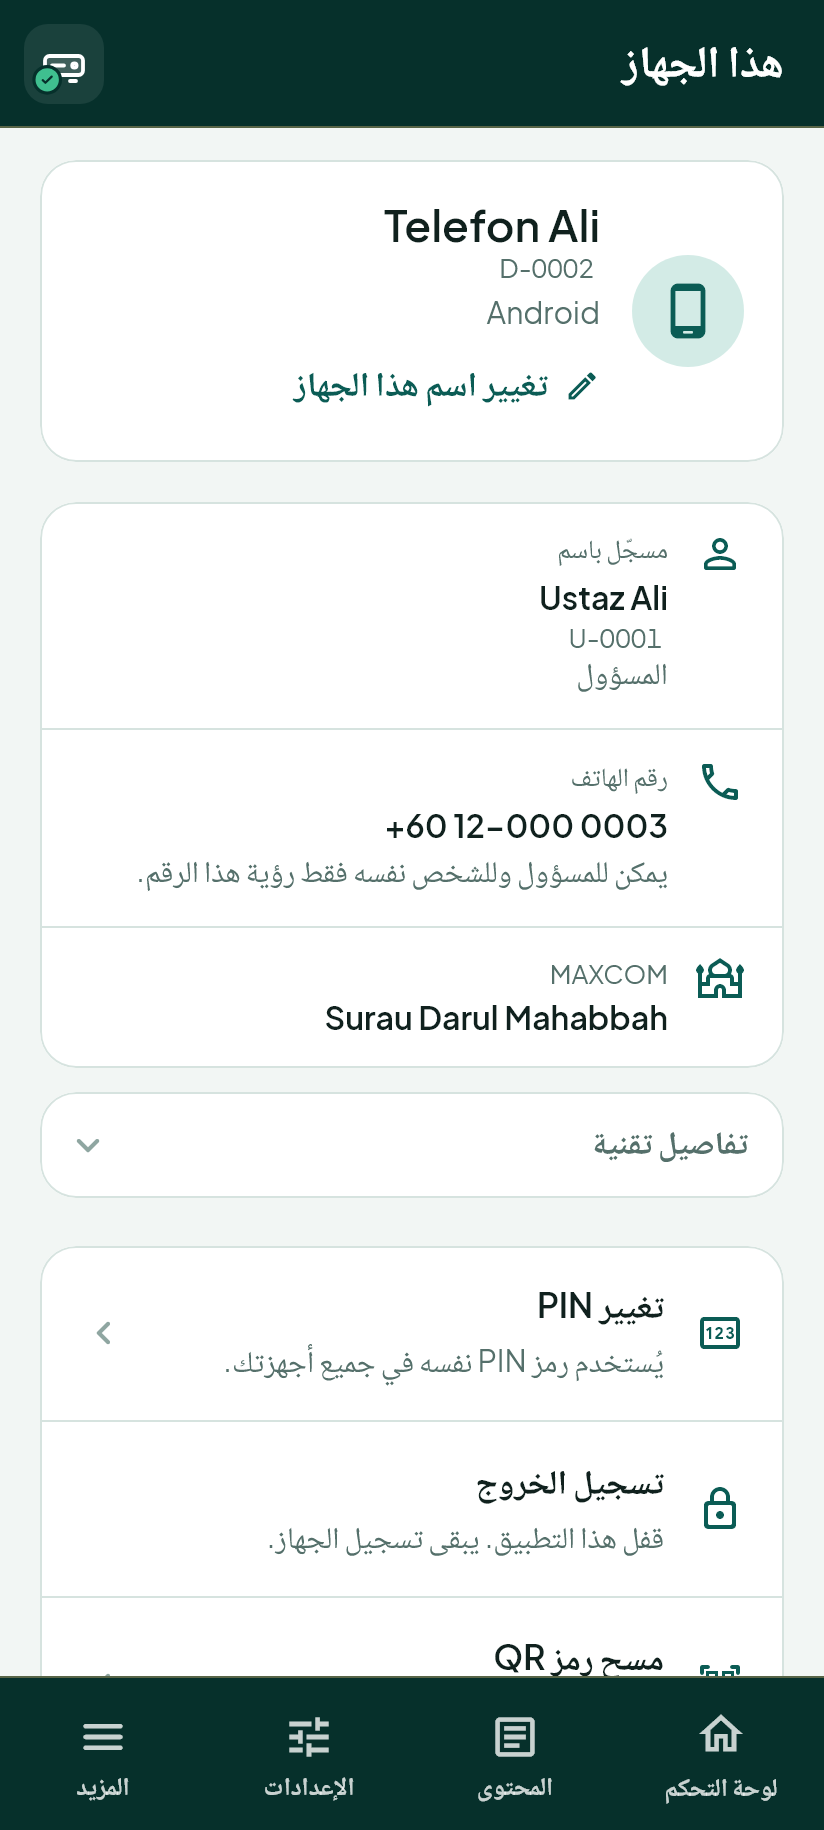 هذا الجهاز
Telefon Ali
D-0002
Android
تغيير اسم هذا الجهاز
مسجّل باسم
Ustaz Ali
U-0001
المسؤول
رقم الهاتف
+60 12-000 0003
يمكن للمسؤول وللشخص نفسه فقط رؤية هذا الرقم.
MAXCOM
Surau Darul Mahabbah
تفاصيل تقنية
تغيير PIN
123
يُستخدم رمز PIN نفسه في جميع أجهزتك.
تسجيل الخروج
قفل هذا التطبيق. يبقى تسجيل الجهاز.
مسح رمز QR
لوحة التحكم
المحتوى
الإعدادات
المزيد